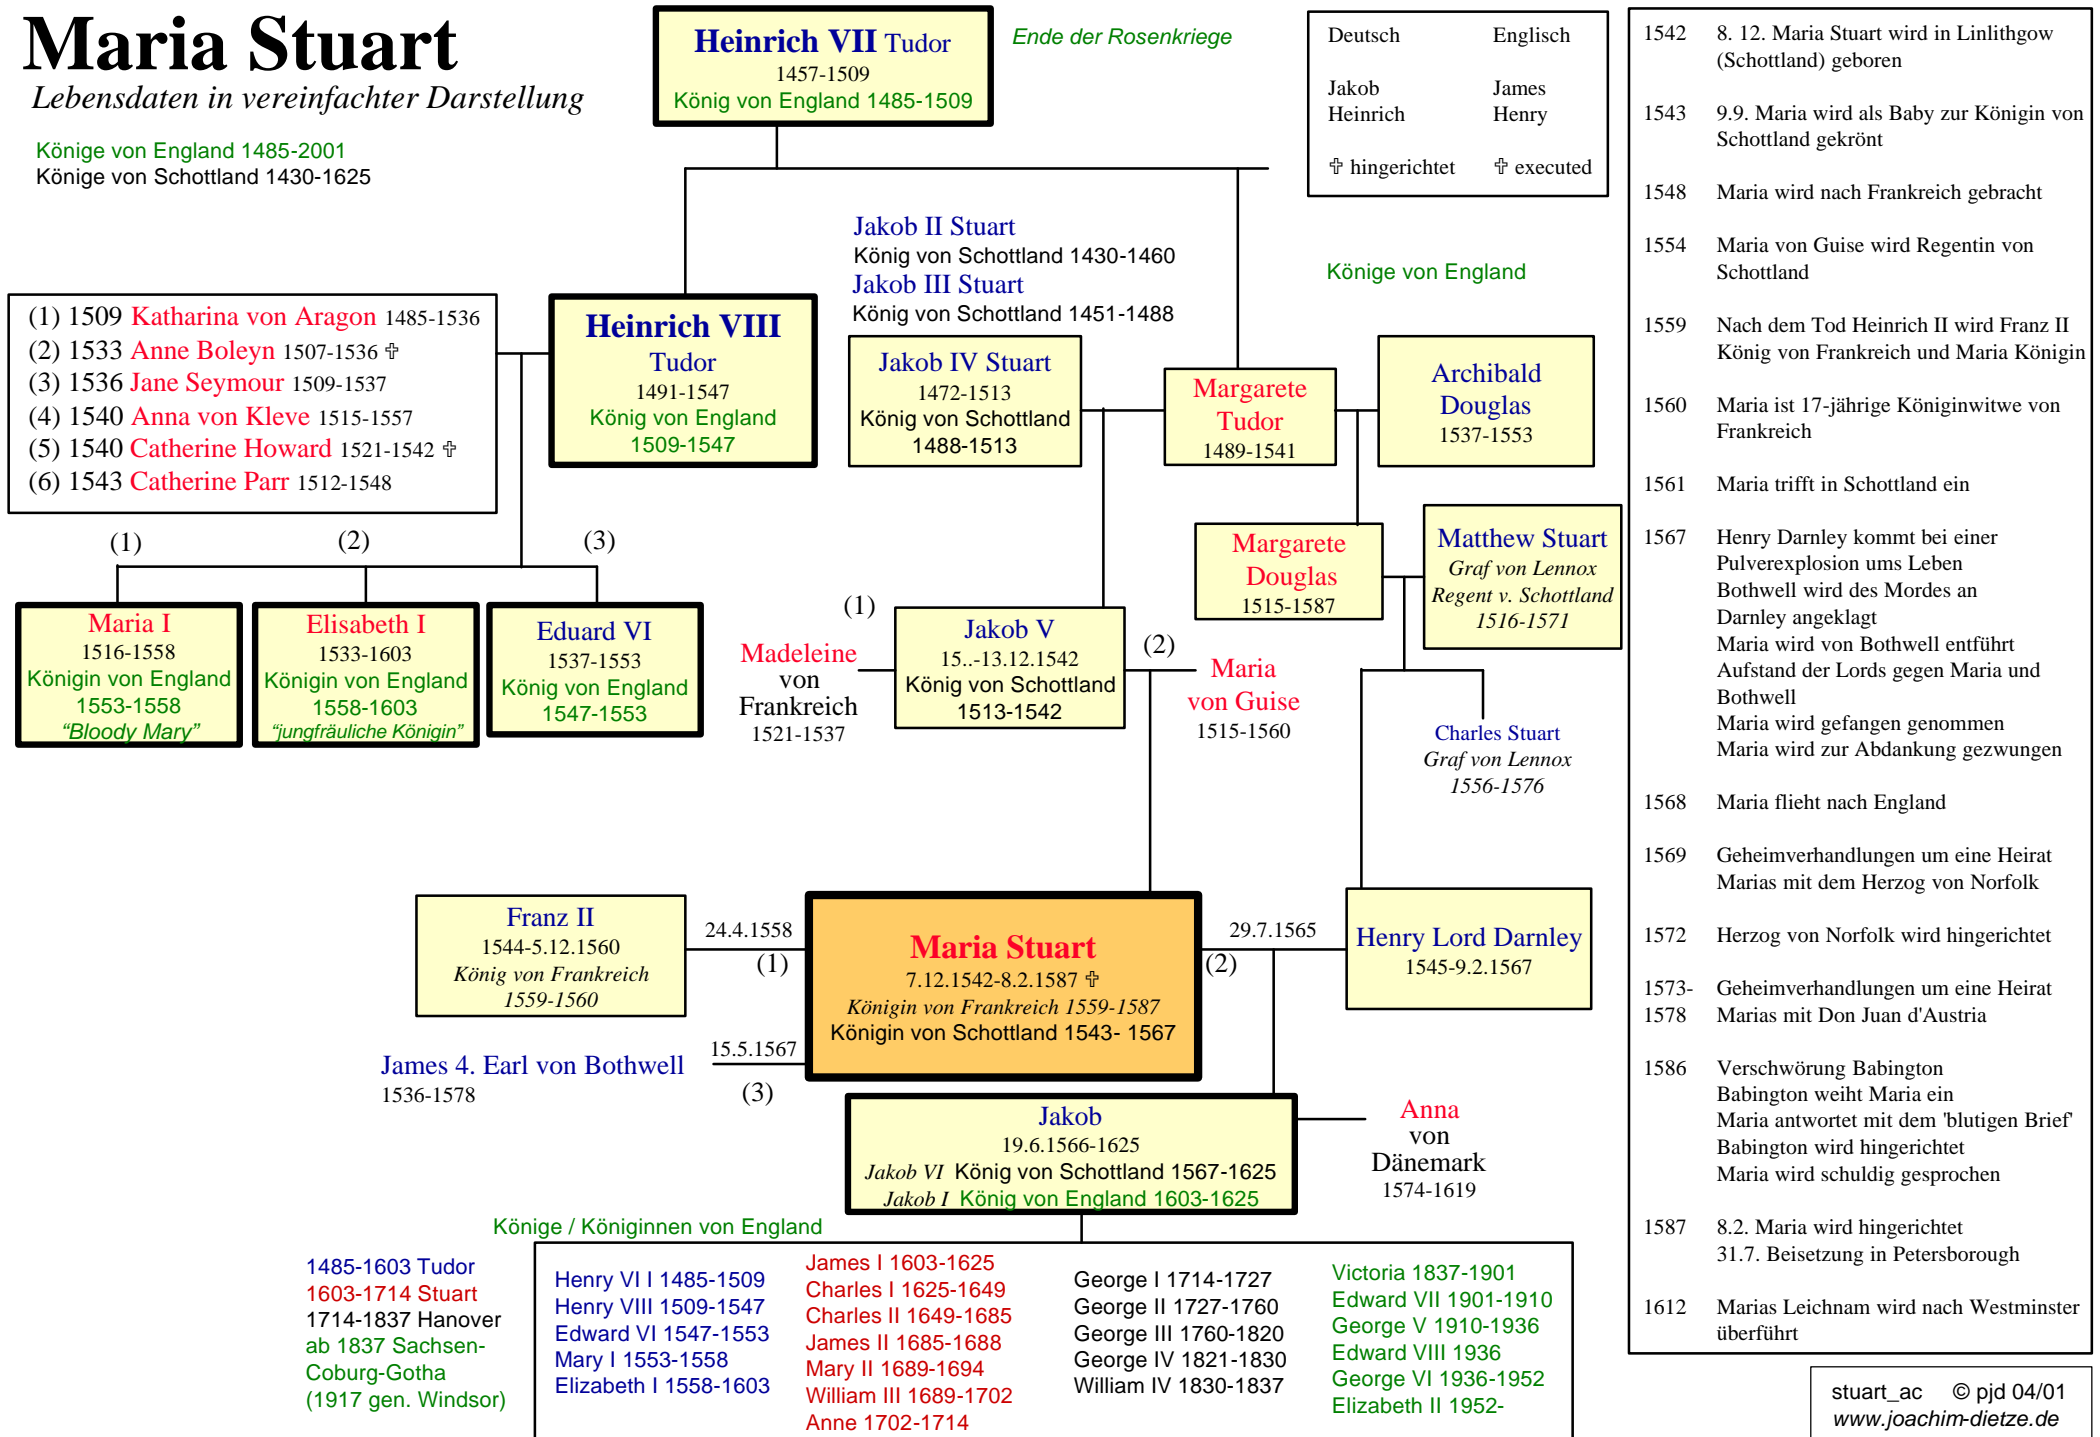 Maria Stuart
Lebensdaten in vereinfachter Darstellung
Könige von England 1485-2001
Könige von Schottland 1430-1625
Heinrich VII Tudor
1457-1509
König von England 1485-1509
Ende der Rosenkriege
Deutsch Englisch
Jakob James
Heinrich Henry
✞ hingerichtet ✞ executed
Jakob II Stuart
König von Schottland 1430-1460
Jakob III Stuart
König von Schottland 1451-1488
Könige von England
(1) 1509 Katharina von Aragon 1485-1536
(2) 1533 Anne Boleyn 1507-1536 ✞
(3) 1536 Jane Seymour 1509-1537
(4) 1540 Anna von Kleve 1515-1557
(5) 1540 Catherine Howard 1521-1542 ✞
(6) 1543 Catherine Parr 1512-1548
Heinrich VIII
Tudor
1491-1547
König von England
1509-1547
Jakob IV Stuart
1472-1513
König von Schottland
1488-1513
Margarete
Tudor
1489-1541
Archibald
Douglas
1537-1553
(1)
(2)
(3)
Maria I
1516-1558
Königin von England
1553-1558
“Bloody Mary”
Elisabeth I
1533-1603
Königin von England
1558-1603
“jungfräuliche Königin”
Eduard VI
1537-1553
König von England
1547-1553
Margarete
Douglas
1515-1587
Matthew Stuart
Graf von Lennox
Regent v. Schottland
1516-1571
(1)
Madeleine
von
Frankreich
1521-1537
Jakob V
15..-13.12.1542
König von Schottland
1513-1542
(2)
Maria
von Guise
1515-1560
Charles Stuart
Graf von Lennox
1556-1576
Franz II
1544-5.12.1560
König von Frankreich
1559-1560
24.4.1558
(1)
Maria Stuart
7.12.1542-8.2.1587 ✞
Königin von Frankreich 1559-1587
Königin von Schottland 1543- 1567
29.7.1565
(2)
Henry Lord Darnley
1545-9.2.1567
James 4. Earl von Bothwell
1536-1578
15.5.1567
(3)
Jakob
19.6.1566-1625
Jakob VI König von Schottland 1567-1625
Jakob I König von England 1603-1625
Anna
von
Dänemark
1574-1619
Könige / Königinnen von England
1485-1603 Tudor
1603-1714 Stuart
1714-1837 Hanover
ab 1837 Sachsen-
Coburg-Gotha
(1917 gen. Windsor)
Henry VI I 1485-1509
Henry VIII 1509-1547
Edward VI 1547-1553
Mary I 1553-1558
Elizabeth I 1558-1603
James I 1603-1625
Charles I 1625-1649
Charles II 1649-1685
James II 1685-1688
Mary II 1689-1694
William III 1689-1702
Anne 1702-1714
George I 1714-1727
George II 1727-1760
George III 1760-1820
George IV 1821-1830
William IV 1830-1837
Victoria 1837-1901
Edward VII 1901-1910
George V 1910-1936
Edward VIII 1936
George VI 1936-1952
Elizabeth II 1952-
1542 8. 12. Maria Stuart wird in Linlithgow
(Schottland) geboren
1543 9.9. Maria wird als Baby zur Königin von
Schottland gekrönt
1548 Maria wird nach Frankreich gebracht
1554 Maria von Guise wird Regentin von
Schottland
1559 Nach dem Tod Heinrich II wird Franz II
König von Frankreich und Maria Königin
1560 Maria ist 17-jährige Königinwitwe von
Frankreich
1561 Maria trifft in Schottland ein
1567 Henry Darnley kommt bei einer
Pulverexplosion ums Leben
Bothwell wird des Mordes an
Darnley angeklagt
Maria wird von Bothwell entführt
Aufstand der Lords gegen Maria und
Bothwell
Maria wird gefangen genommen
Maria wird zur Abdankung gezwungen
1568 Maria flieht nach England
1569 Geheimverhandlungen um eine Heirat
Marias mit dem Herzog von Norfolk
1572 Herzog von Norfolk wird hingerichtet
1573- Geheimverhandlungen um eine Heirat
1578 Marias mit Don Juan d'Austria
1586 Verschwörung Babington
Babington weiht Maria ein
Maria antwortet mit dem 'blutigen Brief'
Babington wird hingerichtet
Maria wird schuldig gesprochen
1587 8.2. Maria wird hingerichtet
31.7. Beisetzung in Petersborough
1612 Marias Leichnam wird nach Westminster
überführt
stuart_ac © pjd 04/01
www.joachim-dietze.de